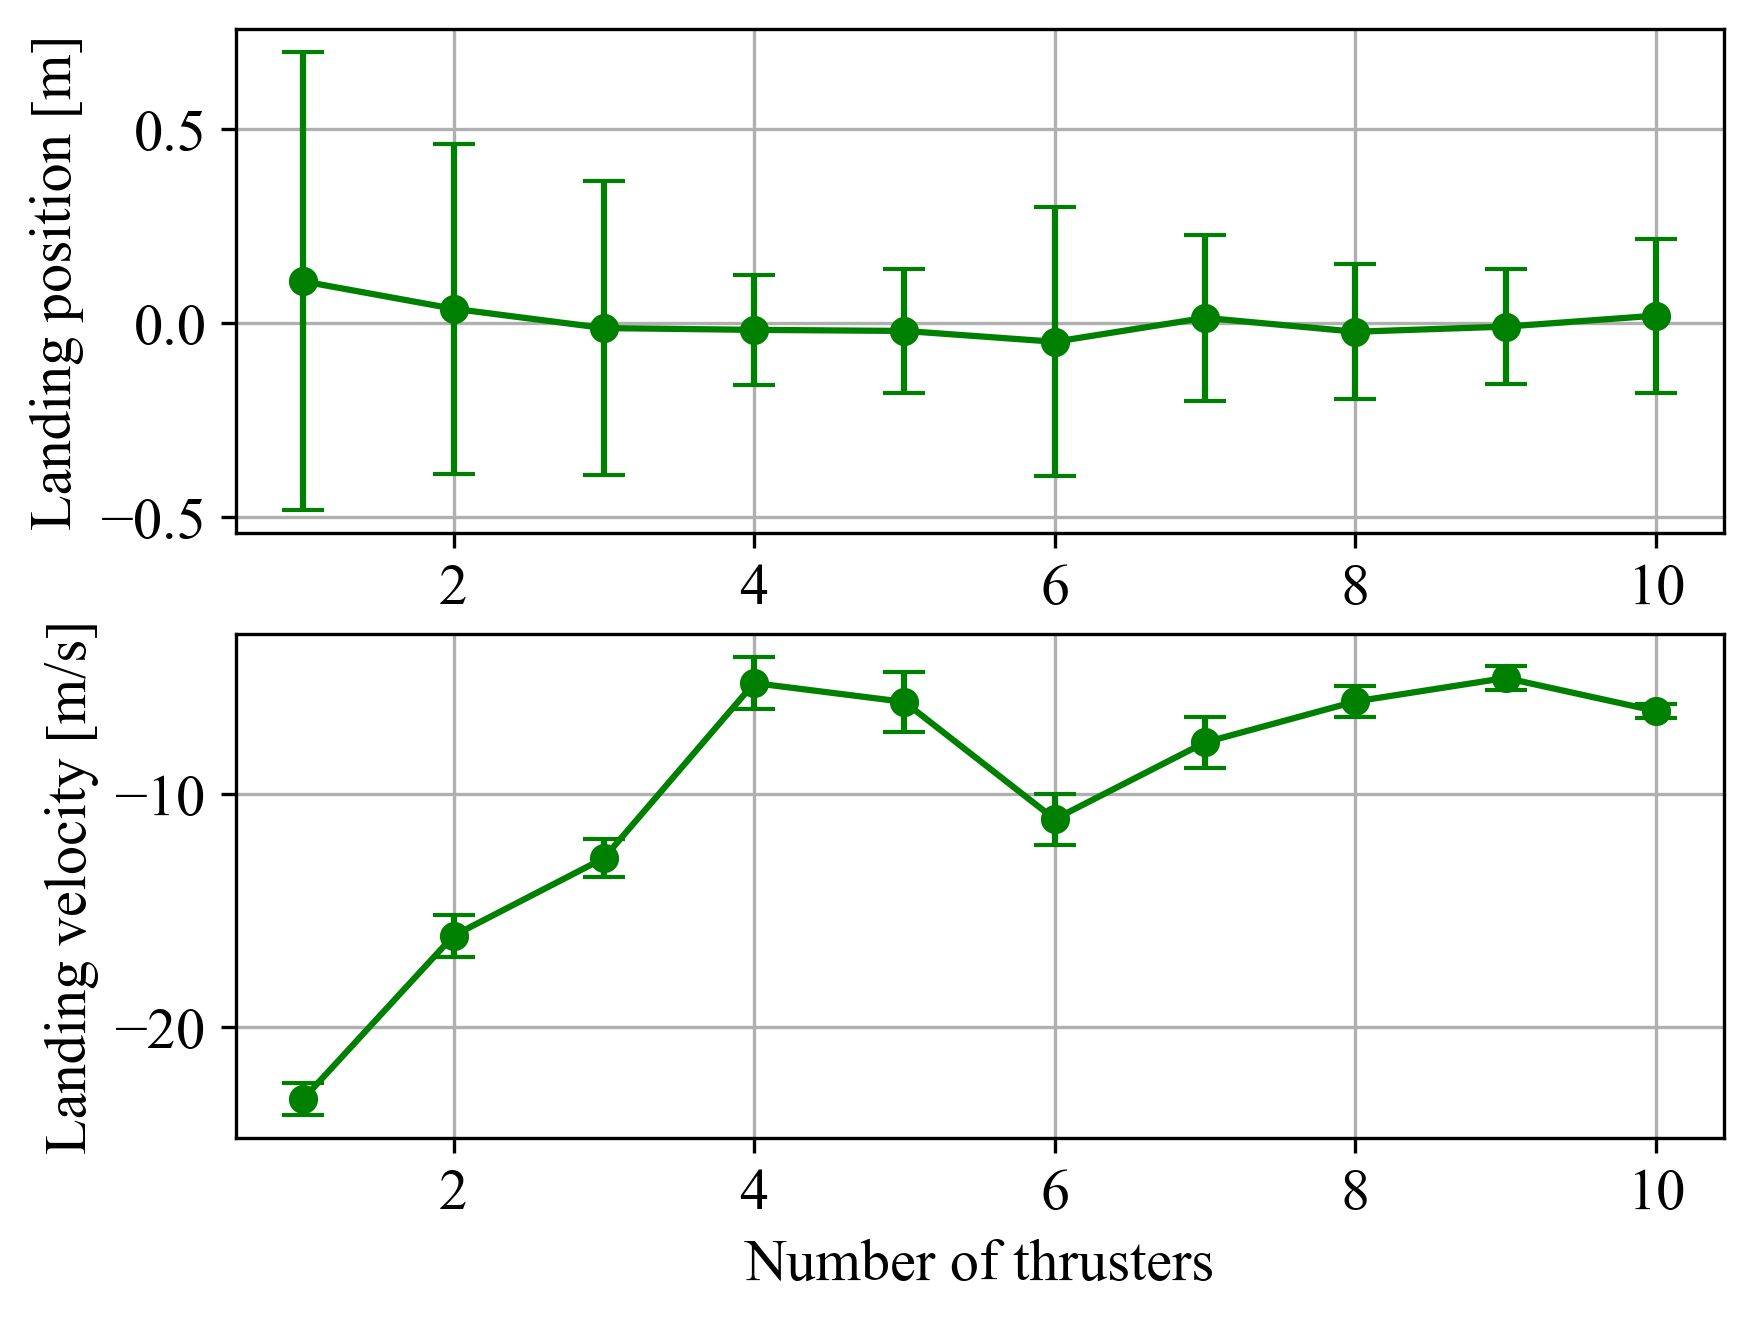 Landing position [m]
0.5
0.0
−0.5
2 4 6 8 10
Landing velocity [m/s]
−10
−20
2 4 6 8 10
Number of thrusters